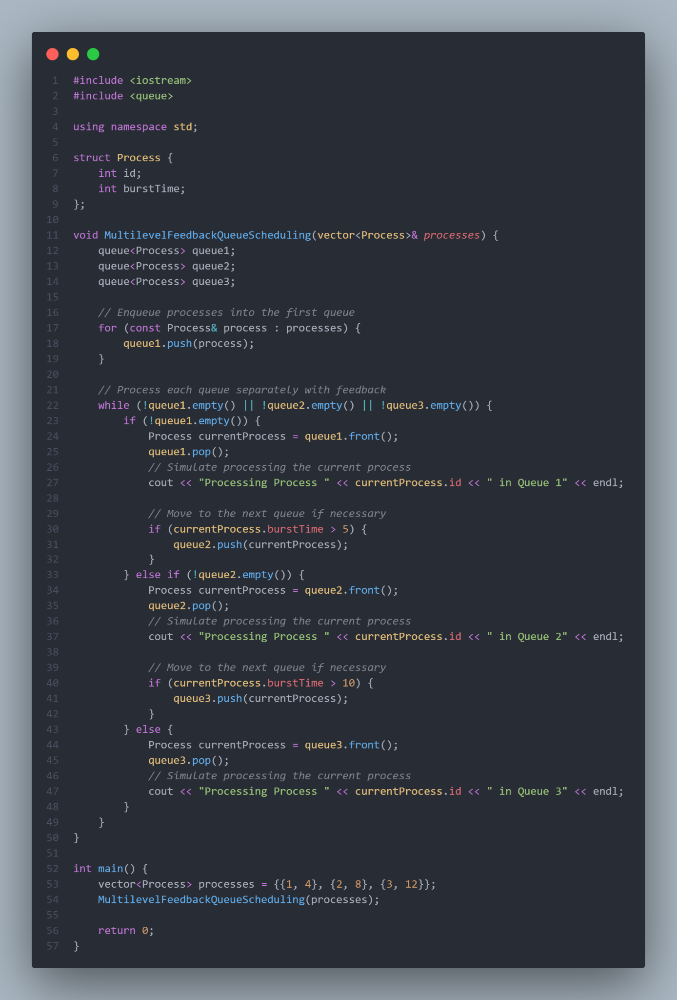 1 #include <iostream>
2 #include <queue>
3
4 using namespace std;
5
6 struct Process {
7     int id;
8     int burstTime;
9 };
10
11 void MultilevelFeedbackQueueScheduling(vector<Process>& processes) {
12     queue<Process> queue1;
13     queue<Process> queue2;
14     queue<Process> queue3;
15
16     // Enqueue processes into the first queue
17     for (const Process& process : processes) {
18         queue1.push(process);
19     }
20
21     // Process each queue separately with feedback
22     while (!queue1.empty() || !queue2.empty() || !queue3.empty()) {
23         if (!queue1.empty()) {
24             Process currentProcess = queue1.front();
25             queue1.pop();
26             // Simulate processing the current process
27             cout << "Processing Process " << currentProcess.id << " in Queue 1" << endl;
28
29             // Move to the next queue if necessary
30             if (currentProcess.burstTime > 5) {
31                 queue2.push(currentProcess);
32             }
33         } else if (!queue2.empty()) {
34             Process currentProcess = queue2.front();
35             queue2.pop();
36             // Simulate processing the current process
37             cout << "Processing Process " << currentProcess.id << " in Queue 2" << endl;
38
39             // Move to the next queue if necessary
40             if (currentProcess.burstTime > 10) {
41                 queue3.push(currentProcess);
42             }
43         } else {
44             Process currentProcess = queue3.front();
45             queue3.pop();
46             // Simulate processing the current process
47             cout << "Processing Process " << currentProcess.id << " in Queue 3" << endl;
48         }
49     }
50 }
51
52 int main() {
53     vector<Process> processes = {{1, 4}, {2, 8}, {3, 12}};
54     MultilevelFeedbackQueueScheduling(processes);
55
56     return 0;
57 }